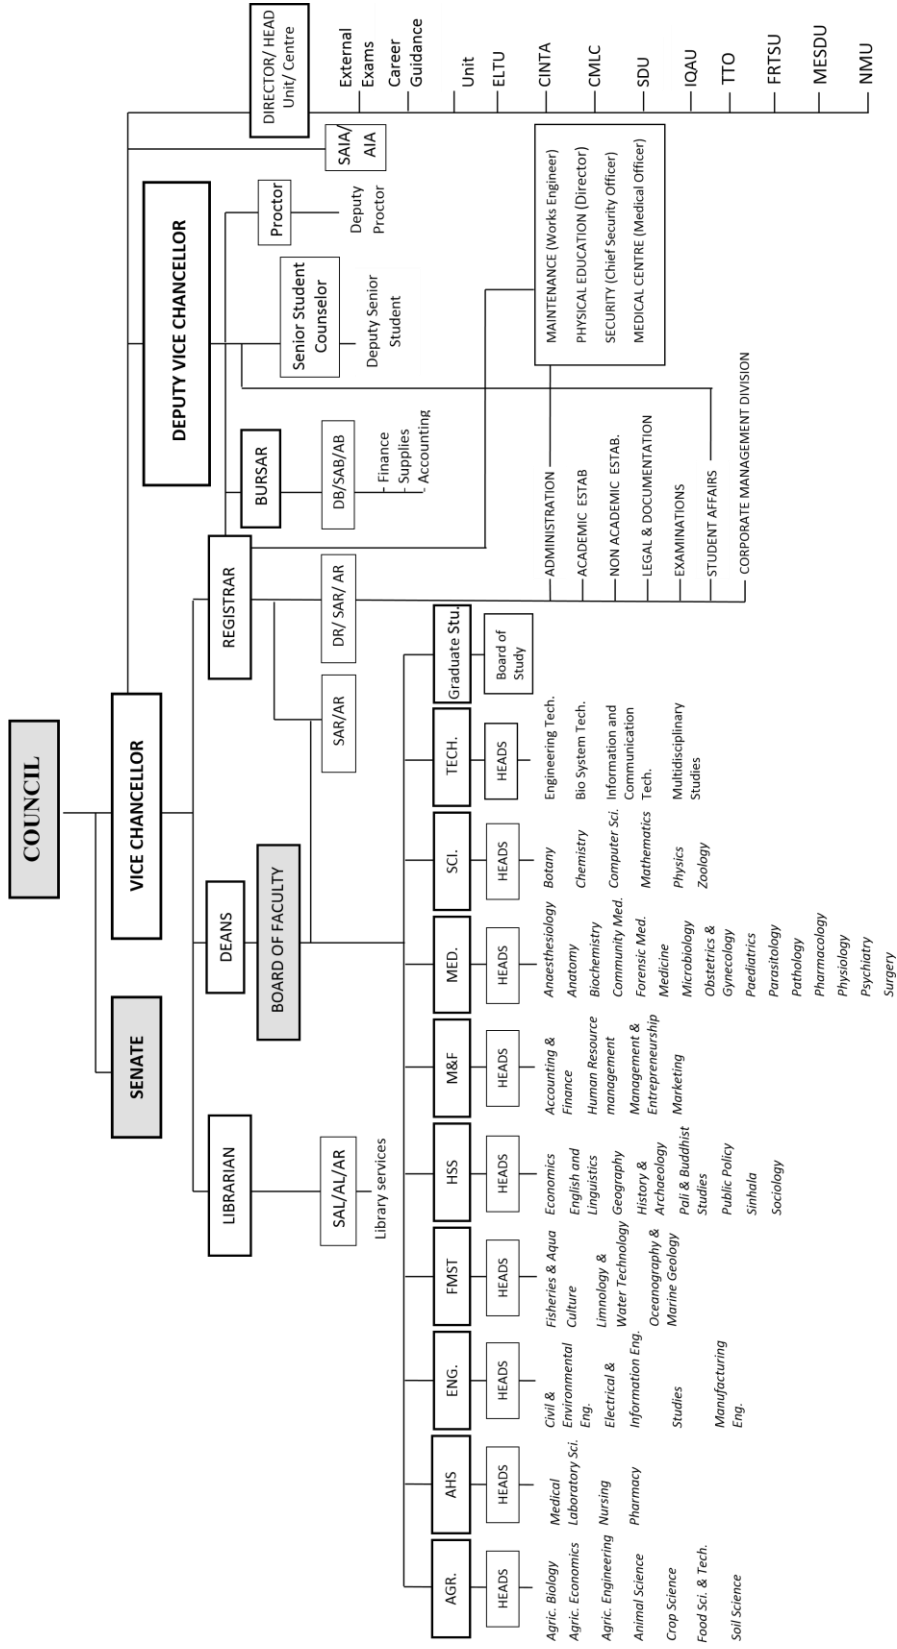 COUNCIL
SENATE
VICE CHANCELLOR
DEPUTY VICE CHANCELLOR
DIRECTOR/ HEAD
Unit/ Centre
LIBRARIAN
DEANS
REGISTRAR
BURSAR
Senior Student
Counselor
Proctor
SAIA/
AIA
BOARD OF FACULTY
SAL/AL/AR
Library services
SAR/AR
DR/ SAR/ AR
DB/SAB/AB
Finance
Supplies
Accounting
Deputy Senior
Student
Deputy
Proctor
External
Exams
Career
Guidance
Unit
ELTU
CINTA
CMLC
SDU
IQAU
TTO
FRTSU
MESDU
NMU
AGR.
HEADS
Agric. Biology
Agric. Economics
Agric. Engineering
Animal Science
Crop Science
Food Sci. & Tech.
Soil Science
AHS
HEADS
Medical
Laboratory Sci.
Nursing
Pharmacy
ENG.
HEADS
Civil &
Environmental
Eng.
Electrical &
Information Eng.
Studies
Manufacturing
Eng.
FMST
HEADS
Fisheries & Aqua
Culture
Limnology &
Water Technology
Oceanography &
Marine Geology
HSS
HEADS
Economics
English and
Linguistics
Geography
History &
Archaeology
Pali & Buddhist
Studies
Public Policy
Sinhala
Sociology
M&F
HEADS
Accounting &
Finance
Human Resource
management
Management &
Entrepreneurship
Marketing
MED.
HEADS
Anaesthesiology
Anatomy
Biochemistry
Community Med.
Forensic Med.
Medicine
Microbiology
Obstetrics &
Gynecology
Paediatrics
Parasitology
Pathology
Pharmacology
Physiology
Psychiatry
Surgery
SCI.
HEADS
Botany
Chemistry
Computer Sci.
Mathematics
Physics
Zoology
TECH.
HEADS
Engineering Tech.
Bio System Tech.
Information and
Communication
Tech.
Multidisciplinary
Studies
Graduate Stu.
Board of
Study
ADMINISTRATION
ACADEMIC ESTAB
NON ACADEMIC ESTAB.
LEGAL & DOCUMENTATION
EXAMINATIONS
STUDENT AFFAIRS
CORPORATE MANAGEMENT DIVISION
MAINTENANCE (Works Engineer)
PHYSICAL EDUCATION (Director)
SECURITY (Chief Security Officer)
MEDICAL CENTRE (Medical Officer)